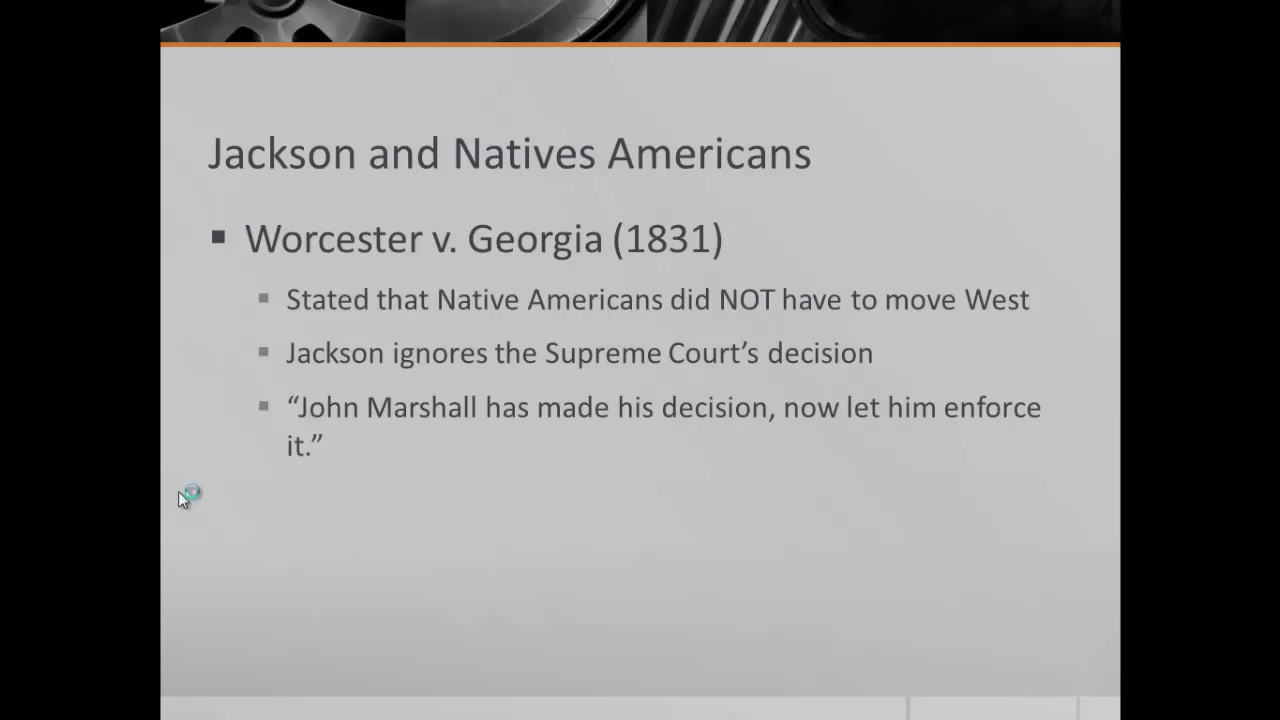 Jackson and Natives Americans
▪ Worcester v. Georgia (1831)
▪ Stated that Native Americans did NOT have to move West
▪ Jackson ignores the Supreme Court’s decision
▪ “John Marshall has made his decision, now let him enforce
it.”